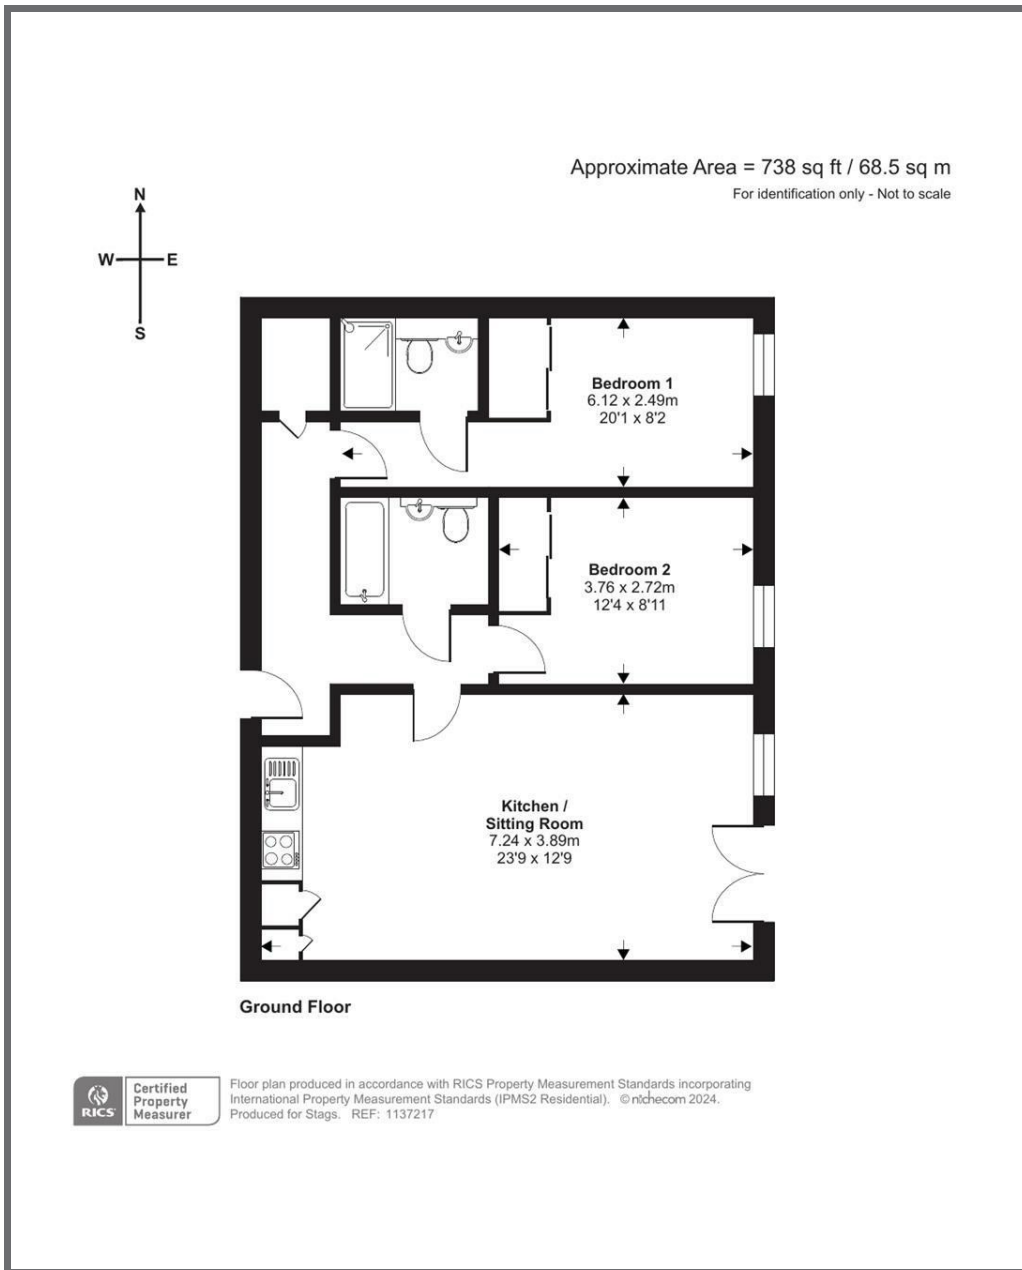 Approximate Area = 738 sq ft / 68.5 sq m
For identification only - Not to scale
N
W E
S
Bedroom 1
6.12 x 2.49m
20'1 x 8'2
Bedroom 2
3.76 x 2.72m
12'4 x 8'11
Kitchen /
Sitting Room
7.24 x 3.89m
23'9 x 12'9
Ground Floor
RICS
Certified
Property
Measurer
Floor plan produced in accordance with RICS Property Measurement Standards incorporating
International Property Measurement Standards (IPMS2 Residential). © nichecom 2024.
Produced for Stags. REF: 1137217